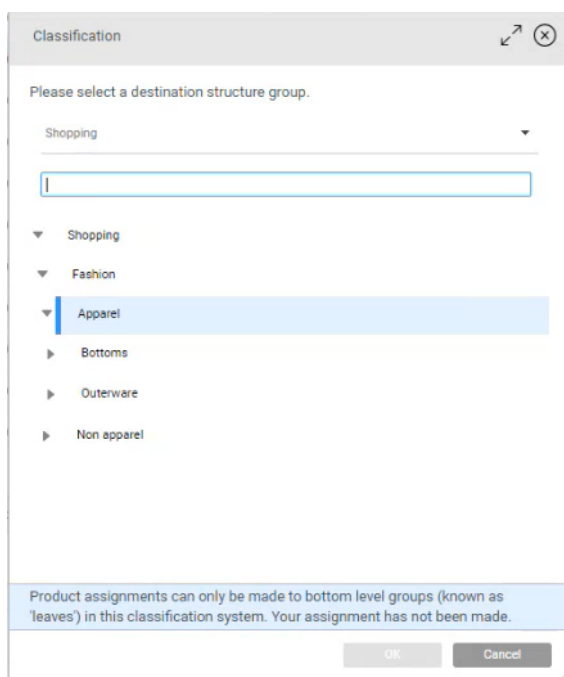 Classification
Please select a destination structure group.
Shopping
Shopping
Fashion
Apparel
Bottoms
Outerware
Non apparel
Product assignments can only be made to bottom level groups (known as
'leaves') in this classification system. Your assignment has not been made.
OK Cancel